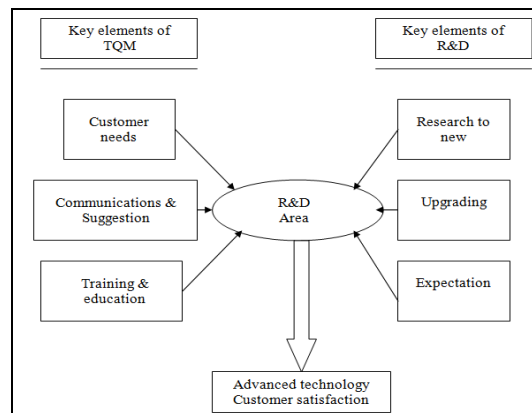 Key elements of
TQM
Key elements of
R&D
Customer
needs
Research to
new
Communications &
Suggestion
R&D
Area
Upgrading
Training &
education
Expectation
Advanced technology
Customer satisfaction